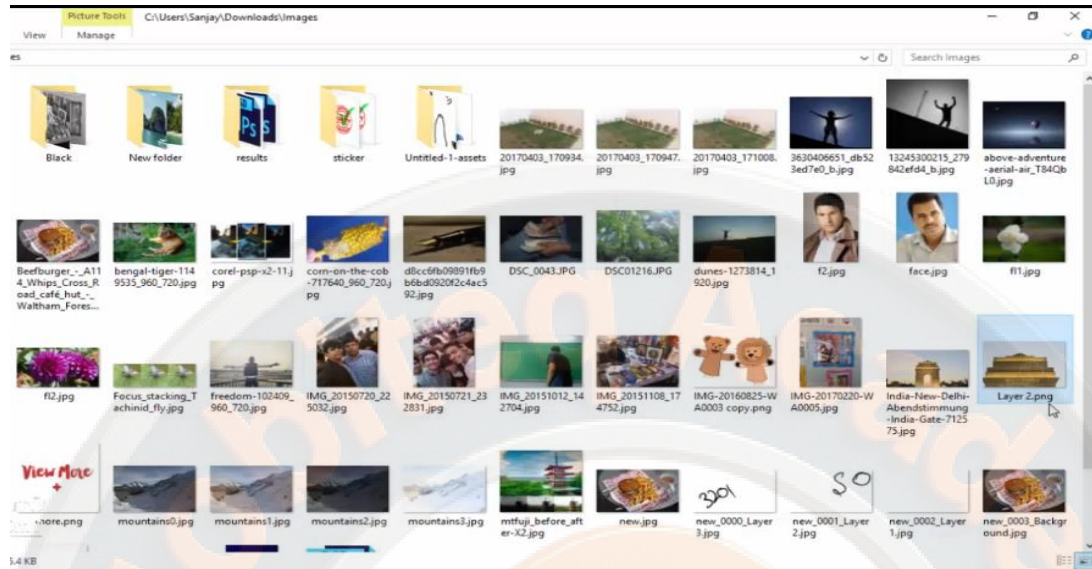 Picture Tools C:\Users\Sanjay\Downloads\Images
View Manage
es
Search Images
Black
New folder
results
sticker
Untitled-1-assets
20170403_170934.
jpg
20170403_170947.
jpg
20170403_171008.
jpg
3630406651_db52
3ed7e0_b.jpg
13245300215_279
842efd4_b.jpg
above-adventure
-aerial-air_T84Qb
L0.jpg
Beefburger_-_A11
4_Whips_Cross_R
oad_café_hut_-_
Waltham_Fores...
bengal-tiger-114
9535_960_720.jpg
corel-psp-x2-11.j
pg
corn-on-the-cob
-717640_960_720.j
pg
d8cc6fb09891fb9
b6bd0920f2c4ac5
92.jpg
DSC_0043.JPG
DSC01216.JPG
dunes-1273814_1
920.jpg
f2.jpg
face.jpg
fl1.jpg
fl2.jpg
Focus_stacking_T
achinid_fly.jpg
freedom-102409_
960_720.jpg
IMG_20150720_22
5032.jpg
IMG_20150721_23
2831.jpg
IMG_20151012_14
2704.jpg
IMG_20151108_17
4752.jpg
IMG-20160825-W
A0003 copy.png
IMG-20170220-W
A0005.jpg
India-New-Delhi-
Abendstimmung
-India-Gate-7125
75.jpg
Layer 2.png
View More
+
more.png
mountains0.jpg
mountains1.jpg
mountains2.jpg
mountains3.jpg
mtfuji_before_aft
er-X2.jpg
new.jpg
3201
new_0000_Layer
3.jpg
SO
new_0001_Layer
2.jpg
new_0002_Layer
1.jpg
new_0003_Backgr
ound.jpg
5.4 KB